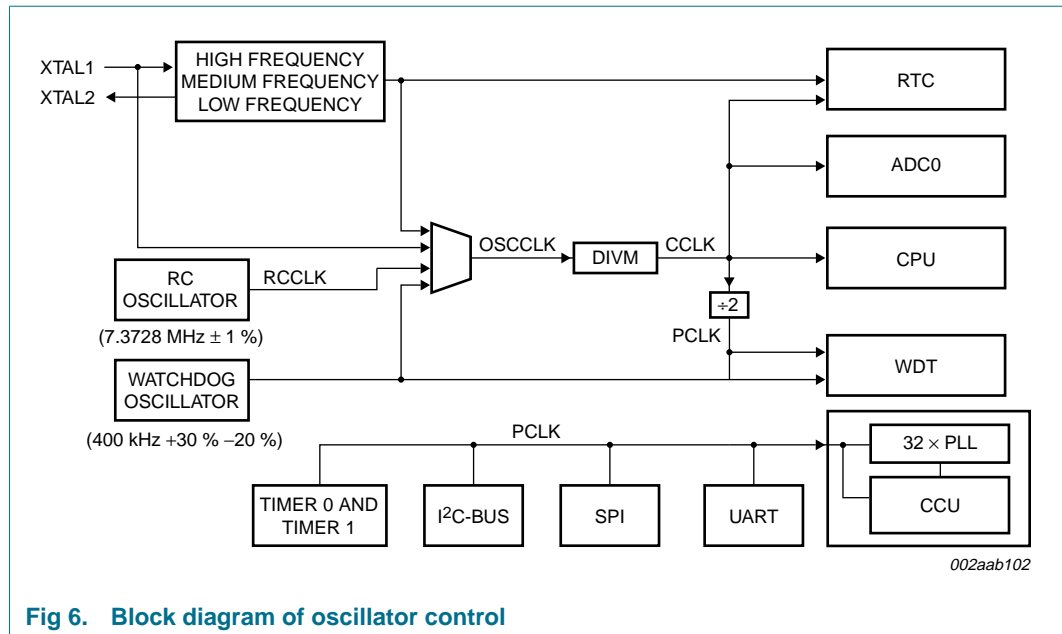 XTAL1
XTAL2
HIGH FREQUENCY
MEDIUM FREQUENCY
LOW FREQUENCY
RTC
ADC0
OSCCLK
DIVM
CCLK
CPU
RC
OSCILLATOR
RCCLK
(7.3728 MHz ± 1 %)
÷2
PCLK
WDT
WATCHDOG
OSCILLATOR
(400 kHz +30 % −20 %)
PCLK
32 × PLL
CCU
TIMER 0 AND
TIMER 1
I²C-BUS
SPI
UART
002aab102
Fig 6. Block diagram of oscillator control